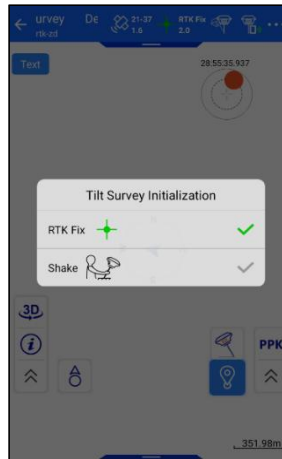 urvey De 21-37 RTK Fix
rtk-zd 1.6 2.0
Text 28:55:35.937
Tilt Survey Initialization
RTK Fix
Shake
3D
PPK
351.98m